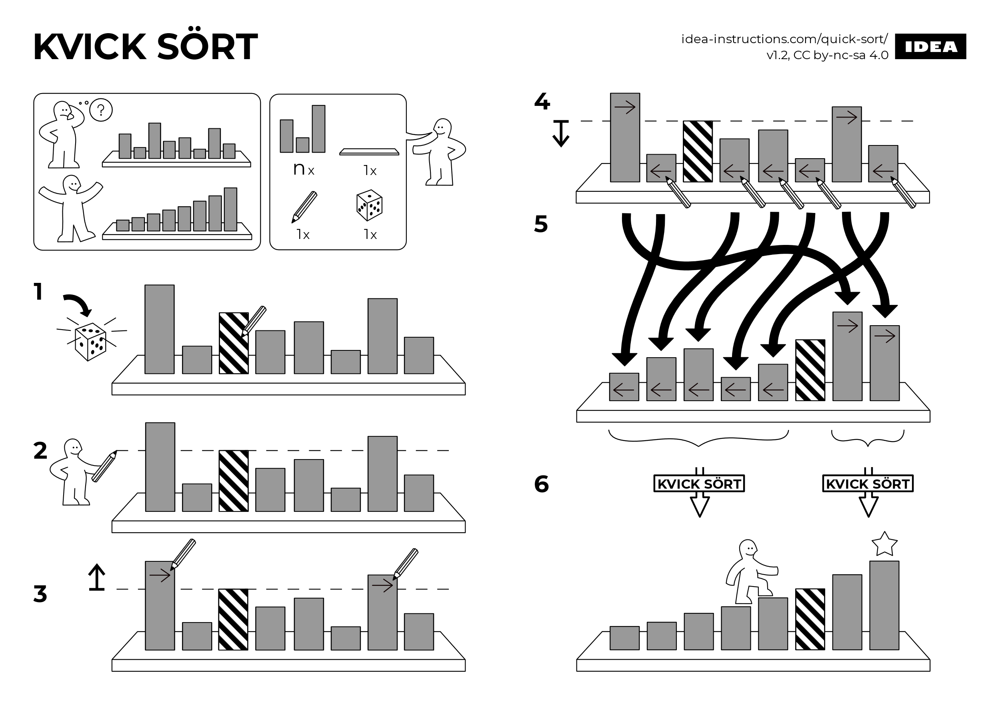 KVICK SÖRT
idea-instructions.com/quick-sort/
v1.2, CC by-nc-sa 4.0
IDEA
?
n x
1x
1x
1x
1
2
3
4
5
6
KVICK SÖRT
KVICK SÖRT